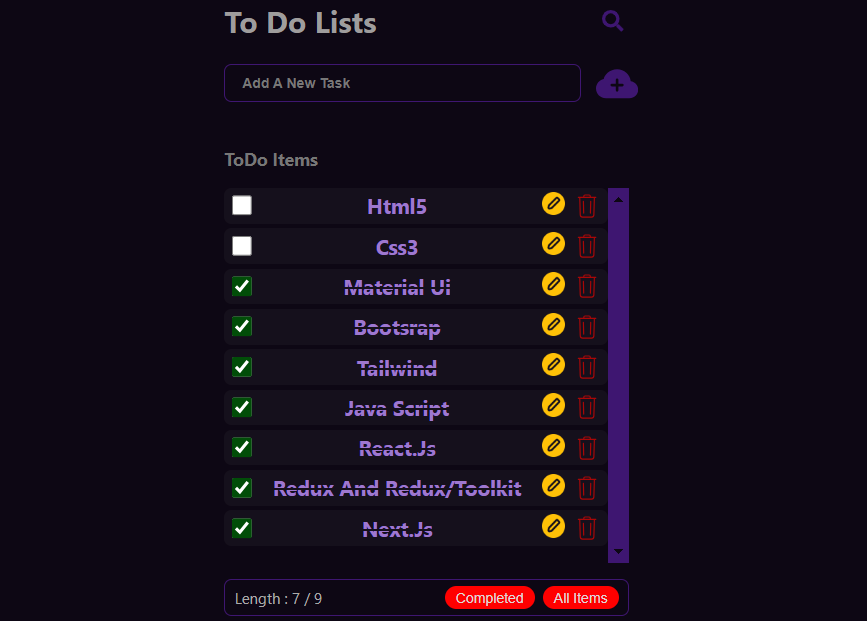 To Do Lists
Add A New Task
ToDo Items
Html5
Css3
Material Ui
Bootsrap
Tailwind
Java Script
React.Js
Redux And Redux/Toolkit
Next.Js
Length : 7 / 9 Completed All Items